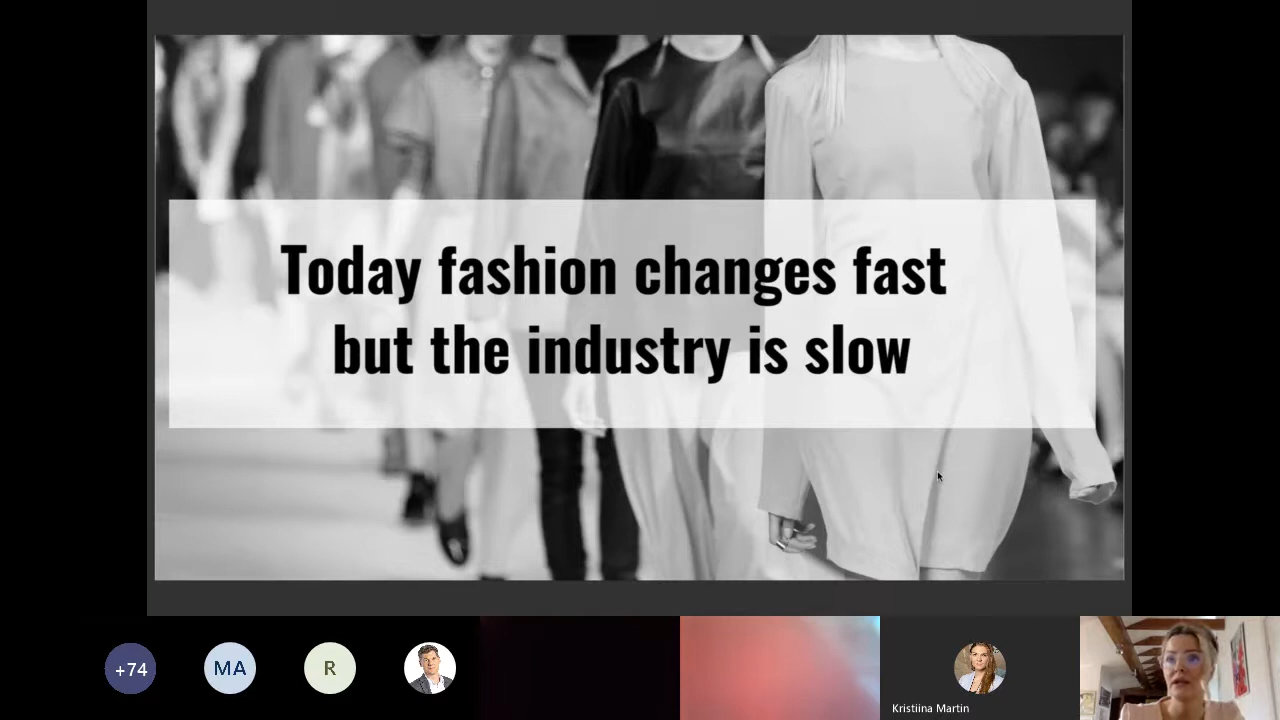 Today fashion changes fast
but the industry is slow
+74
MA
R
Kristiina Martin